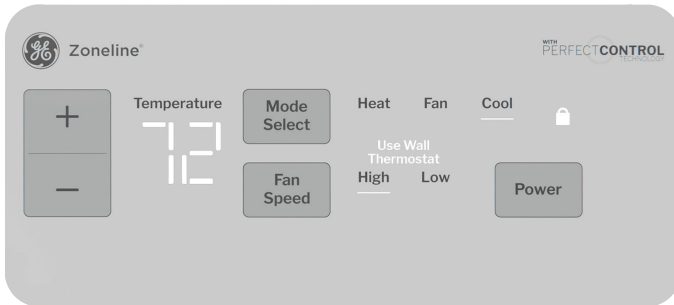 GE Zoneline®
WITH
PERFECTCONTROL
TECHNOLOGY
+
Temperature
72
Mode
Select
Heat Fan Cool
Use Wall
Thermostat
−
Fan
Speed
High Low
Power